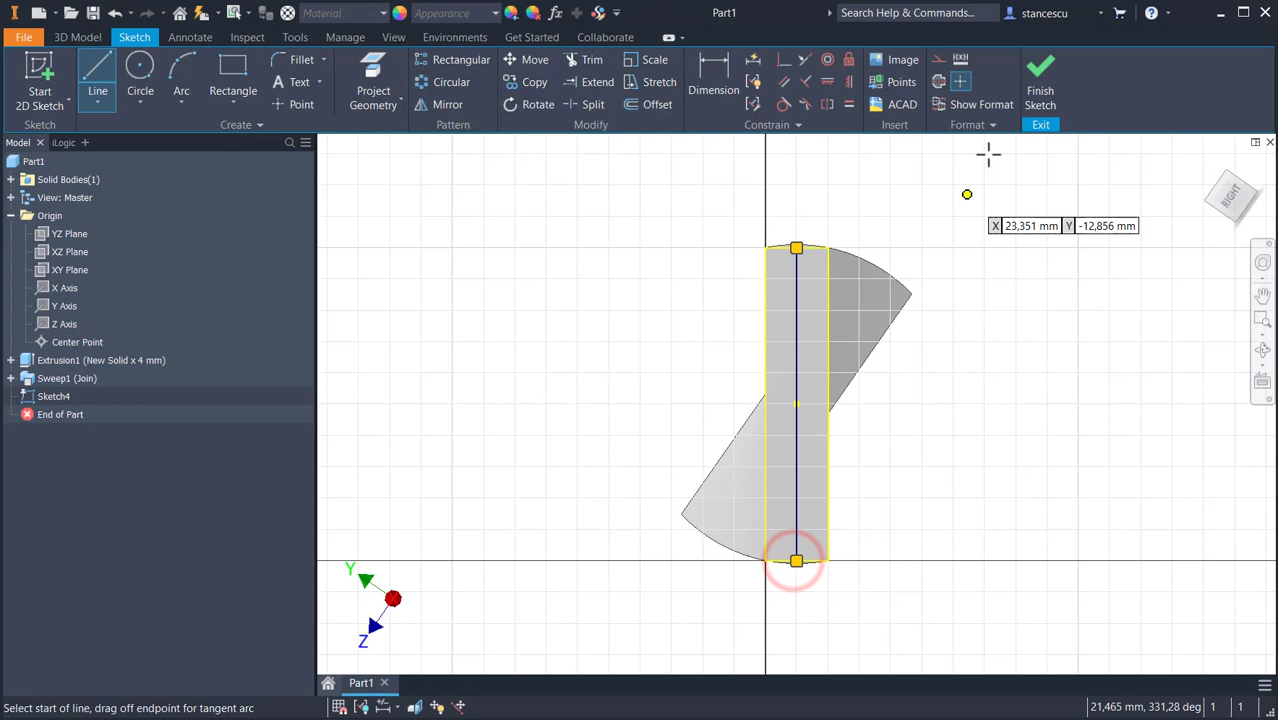 Material
Appearance
Part1
Search Help & Commands...
stancescu
File
3D Model
Sketch
Annotate
Inspect
Tools
Manage
View
Environments
Get Started
Collaborate
Start
2D Sketch
Line
Circle
Arc
Rectangle
Fillet
Text
Point
Project
Geometry
Rectangular
Circular
Mirror
Move
Copy
Rotate
Trim
Extend
Split
Scale
Stretch
Offset
Dimension
Image
Points
ACAD
Show Format
Finish
Sketch
Sketch
Create
Pattern
Modify
Constrain
Insert
Format
Exit
Model
iLogic
Part1
Solid Bodies(1)
View: Master
Origin
YZ Plane
XZ Plane
XY Plane
X Axis
Y Axis
Z Axis
Center Point
Extrusion1 (New Solid x 4 mm)
Sweep1 (Join)
Sketch4
End of Part
RIGHT
X 23,351 mm Y -12,856 mm
Y
Z
Part1
Select start of line, drag off endpoint for tangent arc
21,465 mm, 331,28 deg 1 1